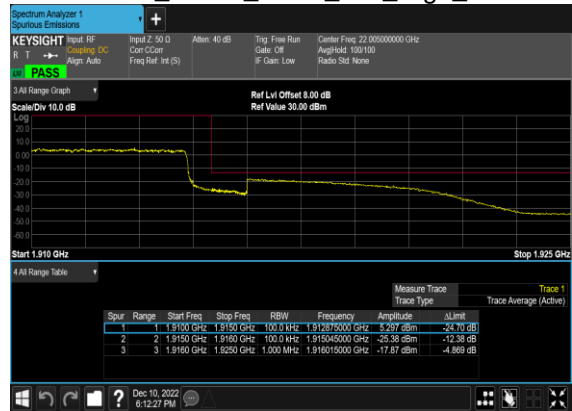 Spectrum Analyzer 1
Spurious Emissions
KEYSIGHT
R T
Input: RF
Coupling: DC
Align: Auto
Input Z: 50 Ω
Corr CCorr
Freq Ref: Int (S)
Atten: 40 dB
Trig: Free Run
Gate: Off
IF Gain: Low
Center Freq: 22.005000000 GHz
Avg|Hold: 100/100
Radio Std: None
PASS
3 All Range Graph
Scale/Div 10.0 dB
Ref Lvl Offset 8.00 dB
Ref Value 30.00 dBm
Log
20.0
10.0
0.00
-10.0
-20.0
-30.0
-40.0
-50.0
-60.0
Start 1.910 GHz
Stop 1.925 GHz
4 All Range Table
Measure Trace Trace 1
Trace Type Trace Average (Active)
Spur Range Start Freq Stop Freq RBW Frequency Amplitude ΔLimit
1 1 1.9100 GHz 1.9150 GHz 100.0 kHz 1.912875000 GHz 5.297 dBm -24.70 dB
2 2 1.9150 GHz 1.9160 GHz 100.0 kHz 1.915045000 GHz -25.38 dBm -12.38 dB
3 3 1.9160 GHz 1.9250 GHz 1.000 MHz 1.916015000 GHz -17.87 dBm -4.869 dB
?
Dec 10, 2022
6:12:27 PM